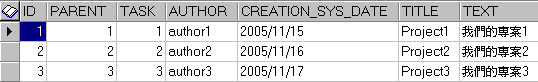 ID PARENT TASK AUTHOR CREATION_SYS_DATE TITLE TEXT
1 1 1 author1 2005/11/15 Project1 我們的專案1
2 2 2 author2 2005/11/16 Project2 我們的專案2
3 3 3 author3 2005/11/17 Project3 我們的專案3